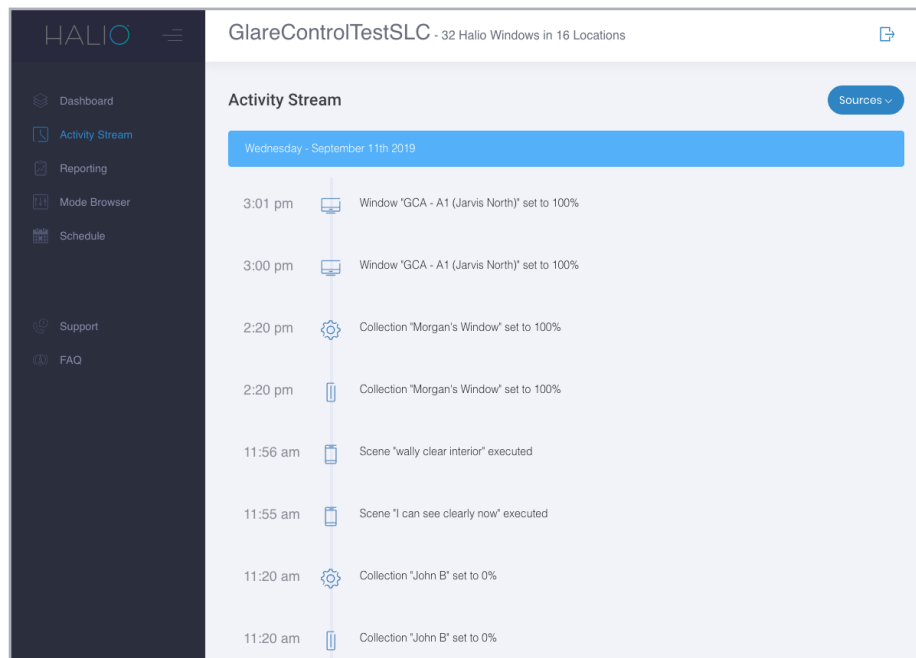 HALIO
GlareControlTestSLC - 32 Halio Windows in 16 Locations
Dashboard
Activity Stream
Reporting
Mode Browser
Schedule
Support
FAQ
Activity Stream
Sources
Wednesday - September 11th 2019
3:01 pm Window "GCA - A1 (Jarvis North)" set to 100%
3:00 pm Window "GCA - A1 (Jarvis North)" set to 100%
2:20 pm Collection "Morgan's Window" set to 100%
2:20 pm Collection "Morgan's Window" set to 100%
11:56 am Scene "wally clear interior" executed
11:55 am Scene "I can see clearly now" executed
11:20 am Collection "John B" set to 0%
11:20 am Collection "John B" set to 0%